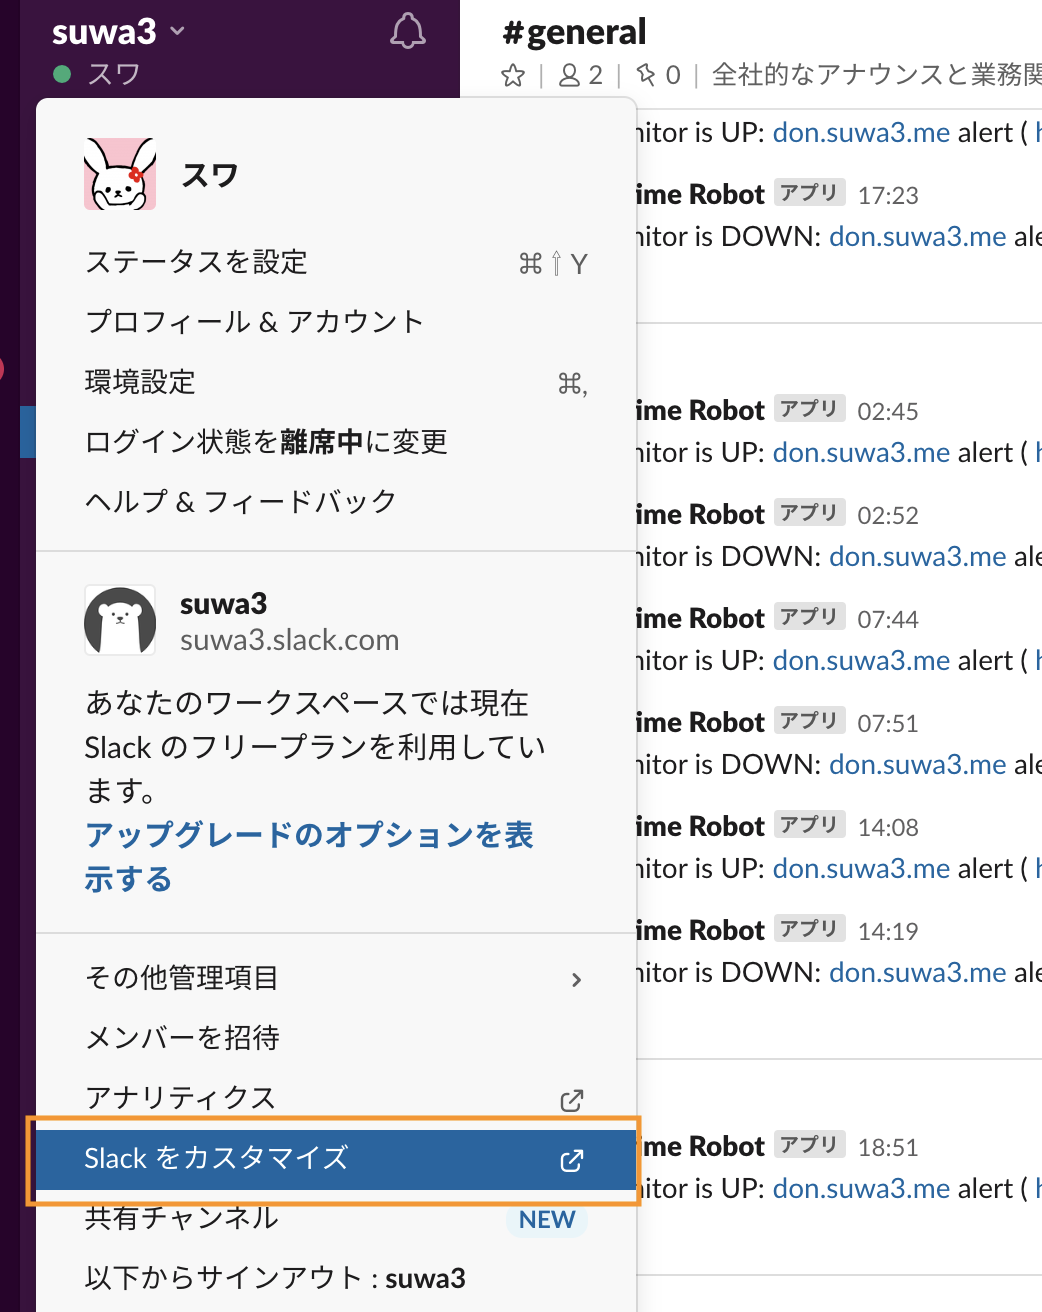 suwa3
スワ
スワ
ステータスを設定 ⌘⇧Y
プロフィール & アカウント
環境設定 ⌘,
ログイン状態を離席中に変更
ヘルプ & フィードバック
suwa3
suwa3.slack.com
あなたのワークスペースでは現在
Slack のフリープランを利用してい
ます。
アップグレードのオプションを表
示する
その他管理項目
メンバーを招待
アナリティクス
Slack をカスタマイズ
共有チャンネル NEW
以下からサインアウト : suwa3
#general
| 2 | 0 | 全社的なアナウンスと業務関
nitor is UP: don.suwa3.me alert ( h
ime Robot アプリ 17:23
nitor is DOWN: don.suwa3.me ale
ime Robot アプリ 02:45
nitor is UP: don.suwa3.me alert ( h
ime Robot アプリ 02:52
nitor is DOWN: don.suwa3.me ale
ime Robot アプリ 07:44
nitor is UP: don.suwa3.me alert ( h
ime Robot アプリ 07:51
nitor is DOWN: don.suwa3.me ale
ime Robot アプリ 14:08
nitor is UP: don.suwa3.me alert ( h
ime Robot アプリ 14:19
nitor is DOWN: don.suwa3.me ale
ime Robot アプリ 18:51
nitor is UP: don.suwa3.me alert ( h